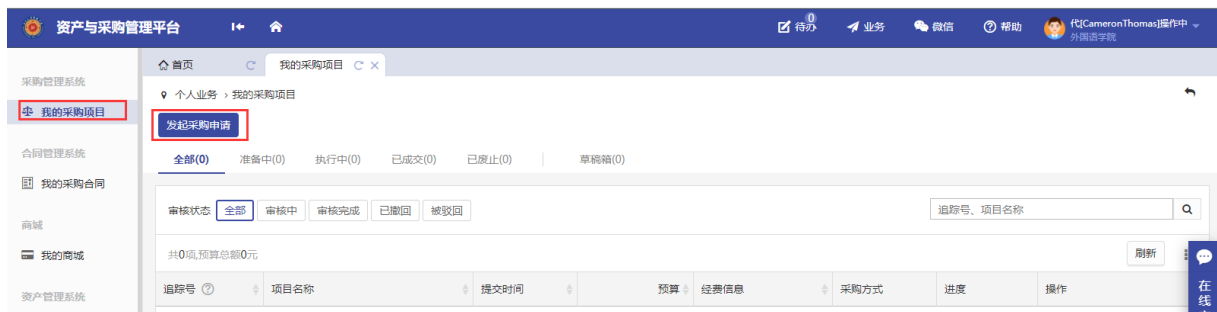 资产与采购管理平台
待办 0 业务 微信 帮助 代[CameronThomas]操作中
外国语学院
首页 我的采购项目
采购管理系统
个人业务 > 我的采购项目
我的采购项目
发起采购申请
合同管理系统
全部(0) 准备中(0) 执行中(0) 已成交(0) 已废止(0) 草稿箱(0)
我的采购合同
审核状态 全部 审核中 审核完成 已撤回 被驳回 追踪号、项目名称
商城
我的商城
共0项,预算总额0元 刷新
资产管理系统
追踪号 项目名称 提交时间 预算 经费信息 采购方式 进度 操作
在
线